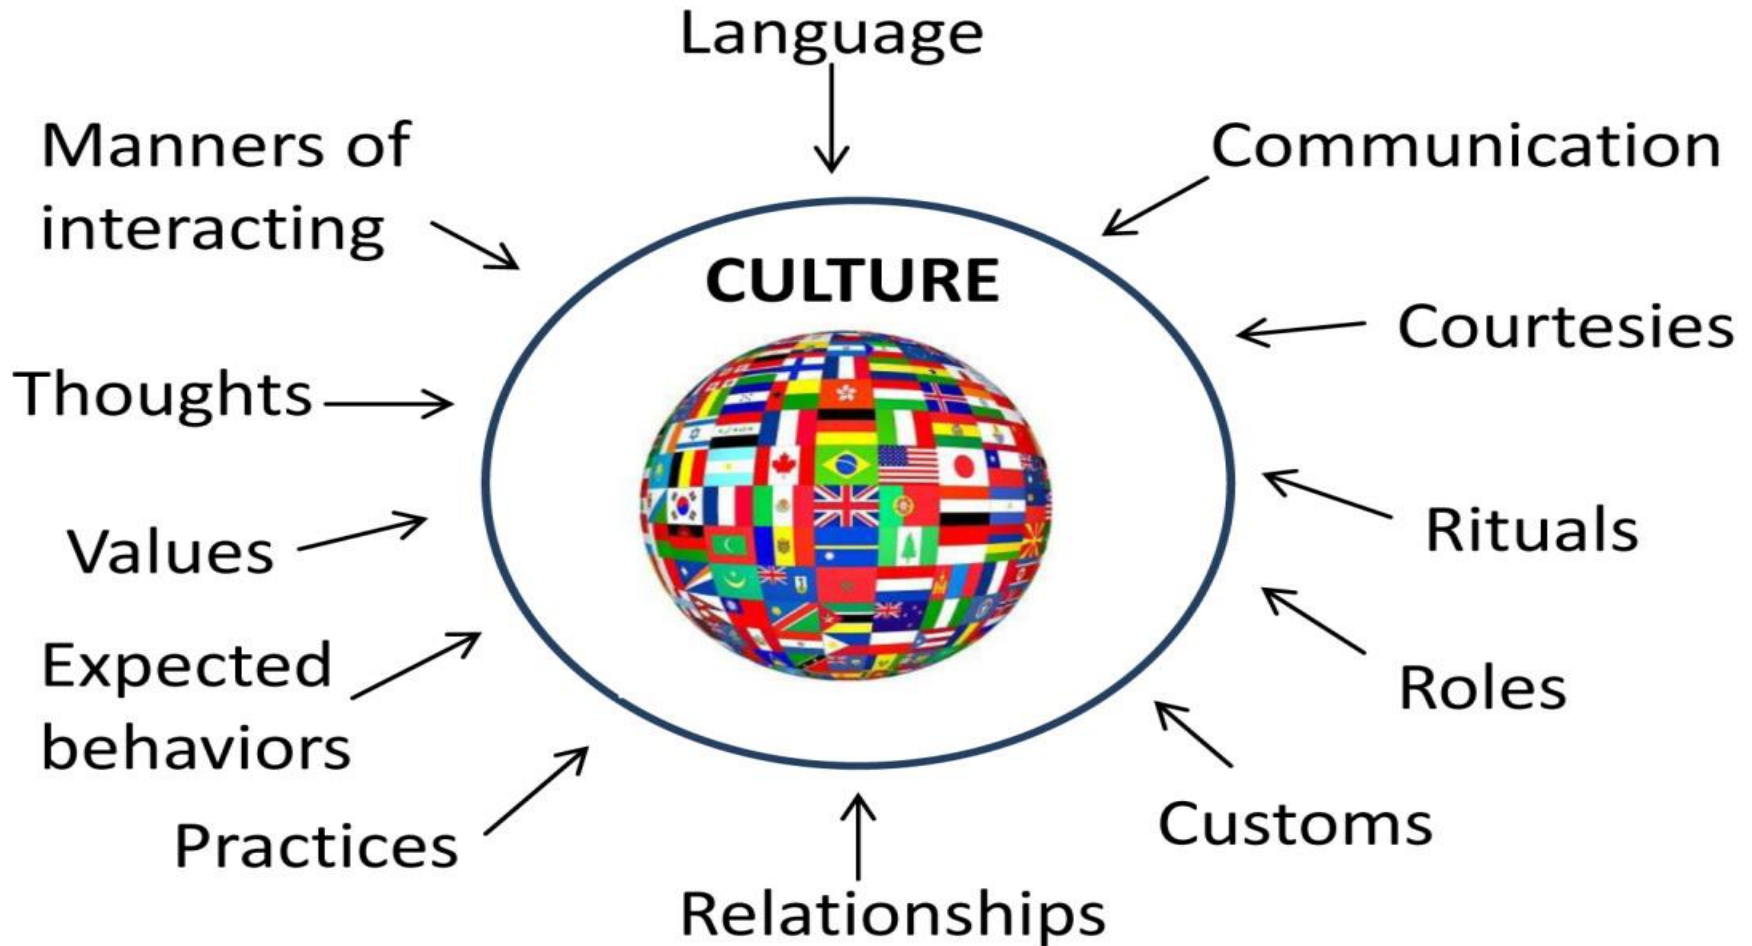 Language
Manners of
interacting
Communication
CULTURE
Courtesies
Thoughts
Values
Rituals
Expected
behaviors
Roles
Practices
Customs
Relationships